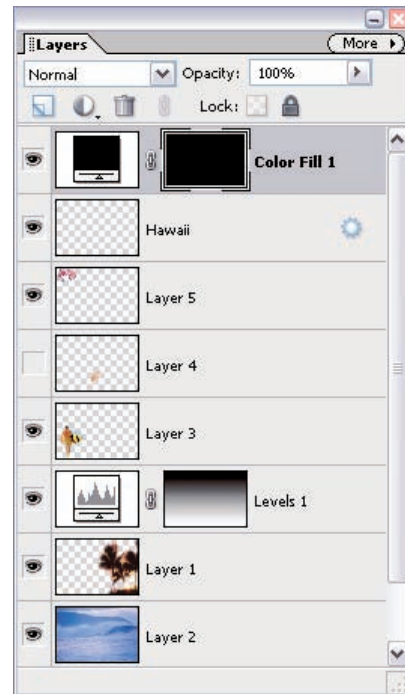 Layers
More
Normal
Opacity: 100%
Lock:
Color Fill 1
Hawaii
Layer 5
Layer 4
Layer 3
Levels 1
Layer 1
Layer 2